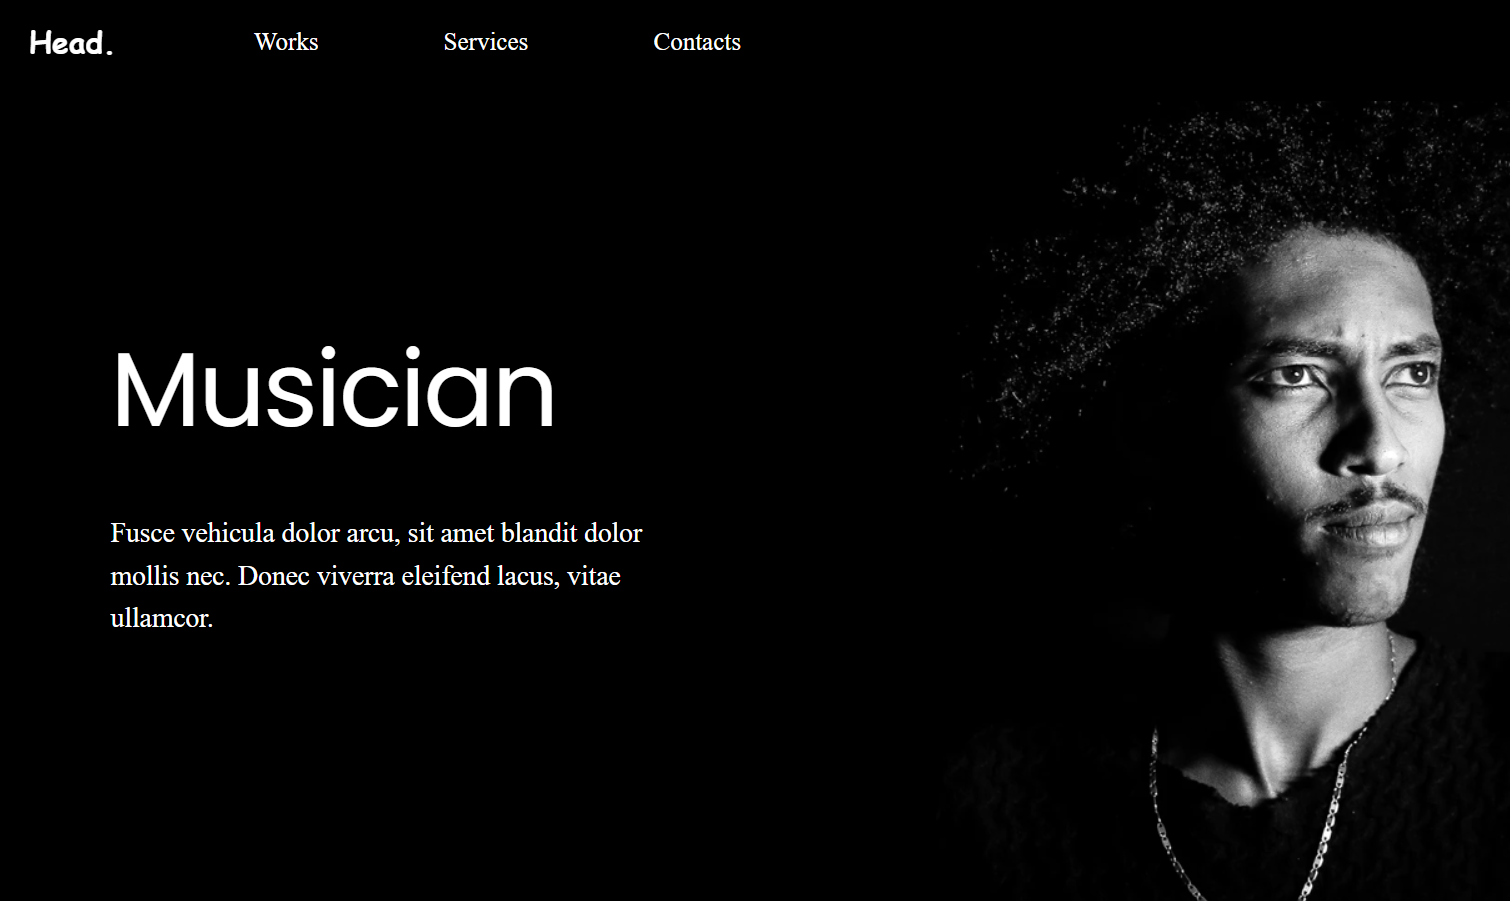 Head.
Works
Services
Contacts
Musician
Fusce vehicula dolor arcu, sit amet blandit dolor
mollis nec. Donec viverra eleifend lacus, vitae
ullamcor.